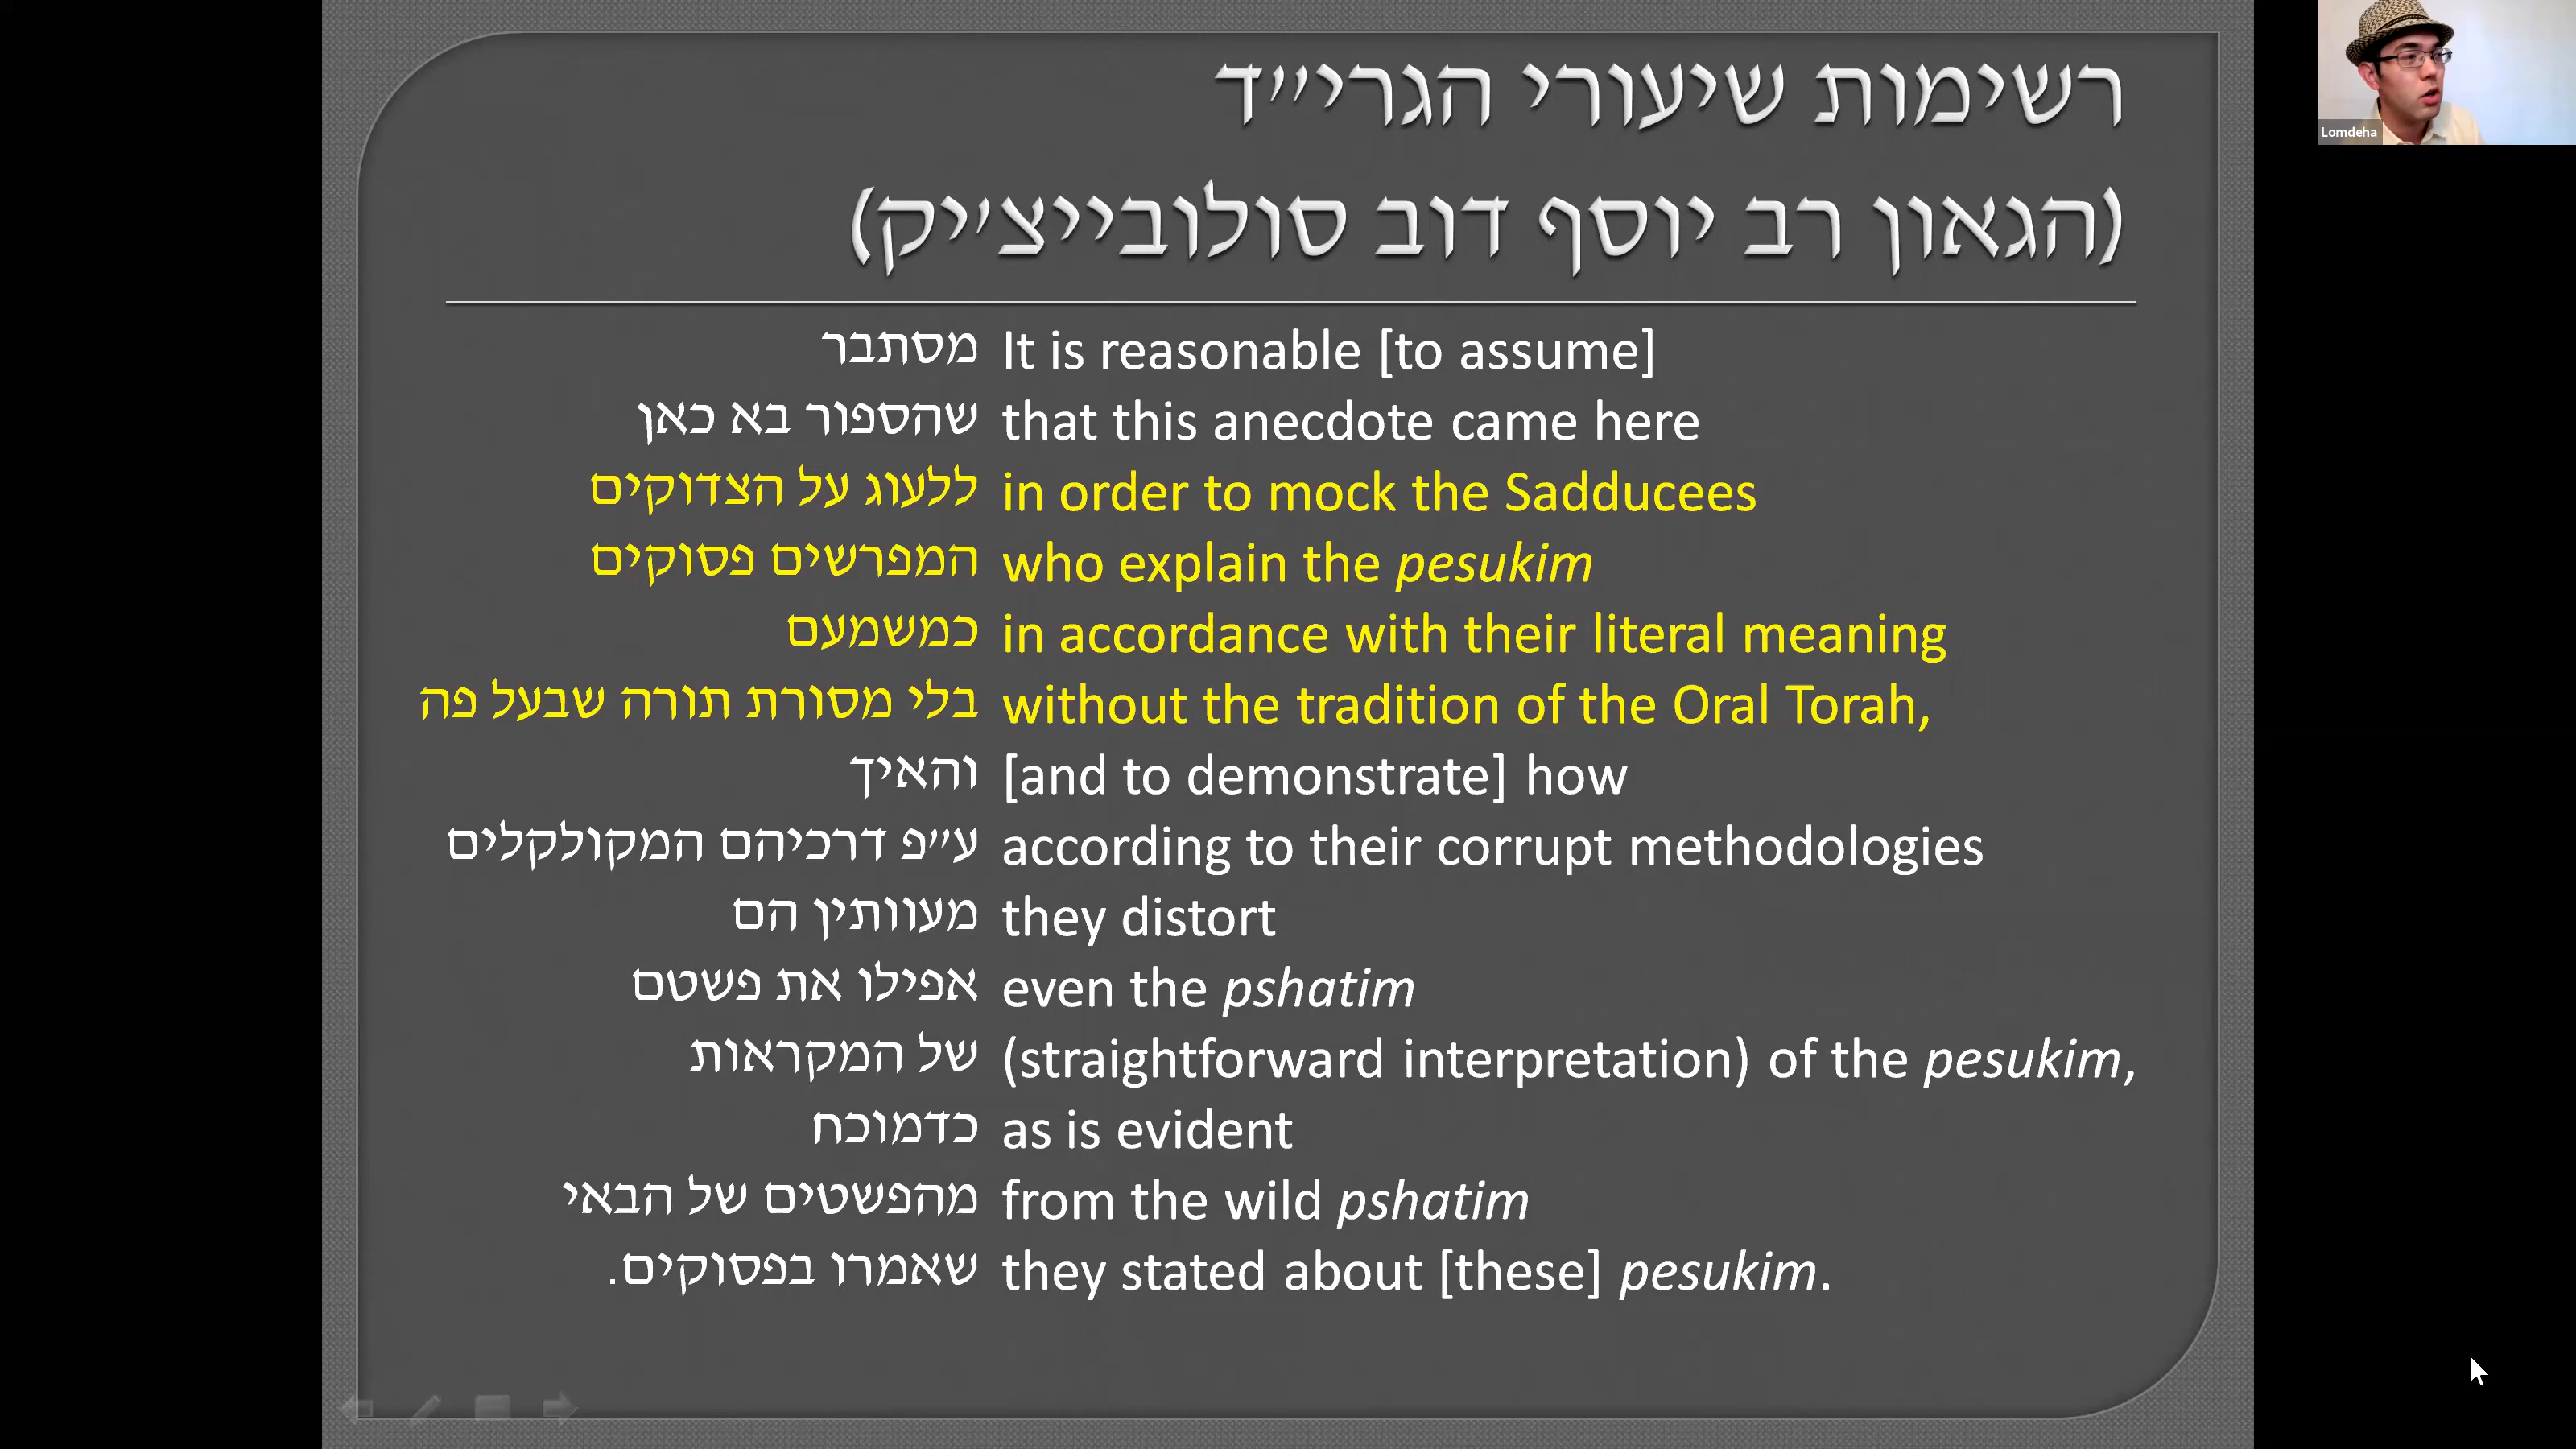 רשימות שיעורי הגרי״ד
(הגאון רב יוסף דוב סולובייצ׳יק)
מסתבר It is reasonable [to assume]
שהספור בא כאן that this anecdote came here
ללעוג על הצדוקים in order to mock the Sadducees
המפרשים פסוקים who explain the pesukim
כמשמעם in accordance with their literal meaning
בלי מסורת תורה שבעל פה without the tradition of the Oral Torah,
והאיך [and to demonstrate] how
ע״פ דרכיהם המקולקלים according to their corrupt methodologies
מעוותין הם they distort
אפילו את פשטם even the pshatim
של המקראות (straightforward interpretation) of the pesukim,
כדמוכח as is evident
מהפשטים של הבאי from the wild pshatim
שאמרו בפסוקים. they stated about [these] pesukim.
Lomdeha